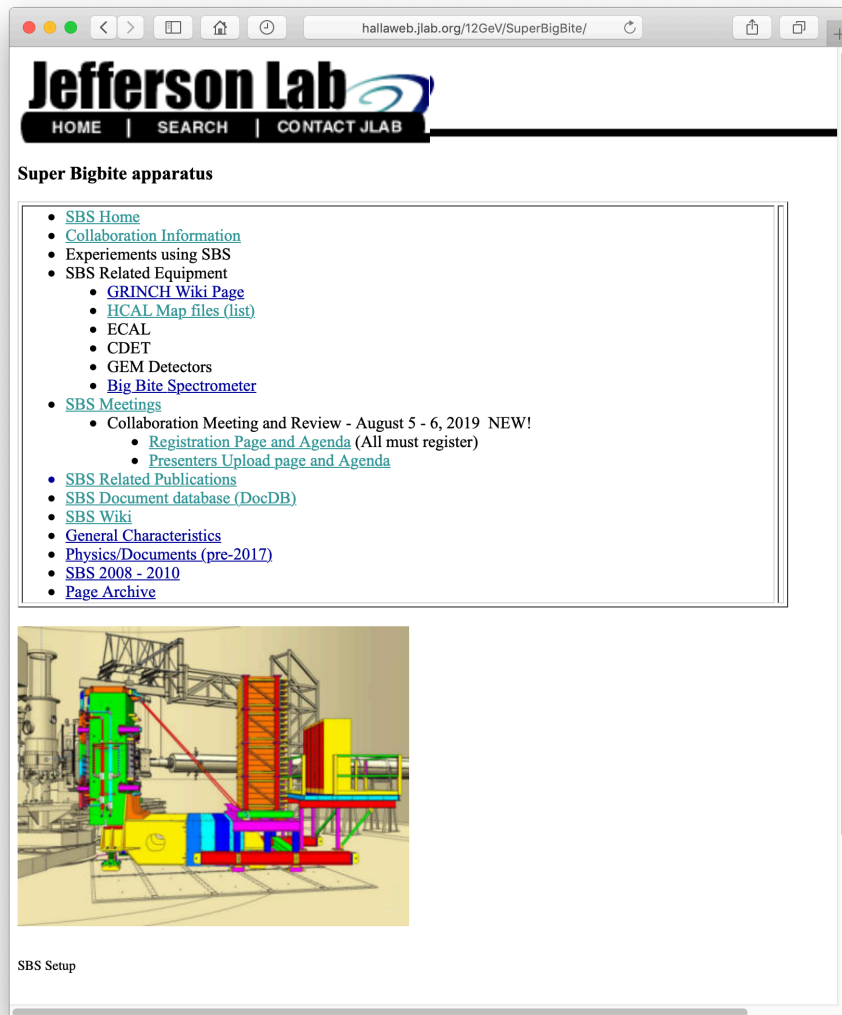 hallaweb.jlab.org/12GeV/SuperBigBite/
Jefferson Lab
HOME | SEARCH | CONTACT JLAB
Super Bigbite apparatus
SBS Home
Collaboration Information
Experiements using SBS
SBS Related Equipment
GRINCH Wiki Page
HCAL Map files (list)
ECAL
CDET
GEM Detectors
Big Bite Spectrometer
SBS Meetings
Collaboration Meeting and Review - August 5 - 6, 2019 NEW!
Registration Page and Agenda (All must register)
Presenters Upload page and Agenda
SBS Related Publications
SBS Document database (DocDB)
SBS Wiki
General Characteristics
Physics/Documents (pre-2017)
SBS 2008 - 2010
Page Archive
SBS Setup